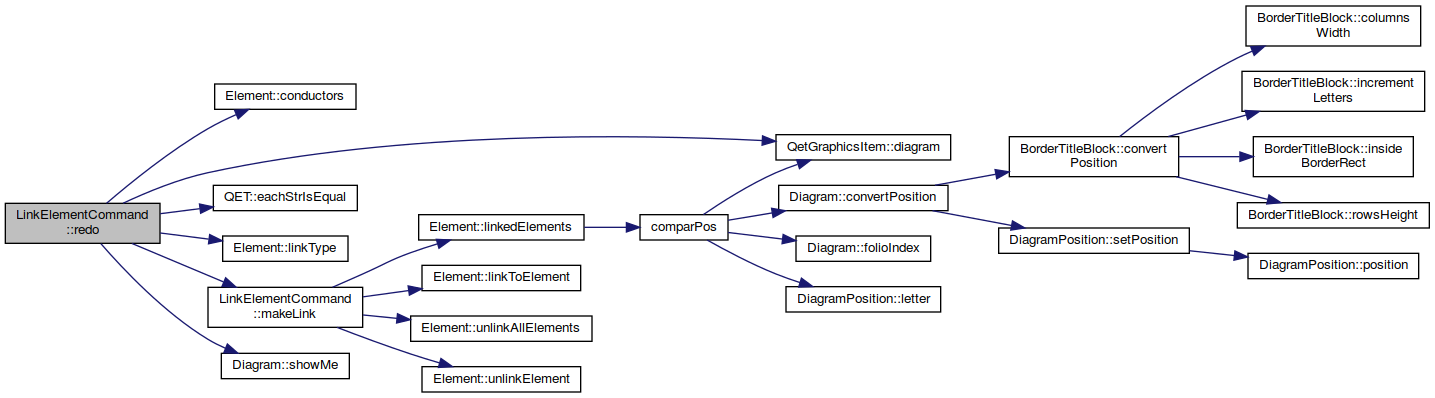 LinkElementCommand
::redo
Element::conductors
QET::eachStrIsEqual
Element::linkType
LinkElementCommand
::makeLink
Diagram::showMe
Element::linkedElements
Element::linkToElement
Element::unlinkAllElements
Element::unlinkElement
comparPos
QetGraphicsItem::diagram
Diagram::convertPosition
Diagram::folioIndex
DiagramPosition::letter
BorderTitleBlock::convert
Position
DiagramPosition::setPosition
BorderTitleBlock::columns
Width
BorderTitleBlock::increment
Letters
BorderTitleBlock::inside
BorderRect
BorderTitleBlock::rowsHeight
DiagramPosition::position